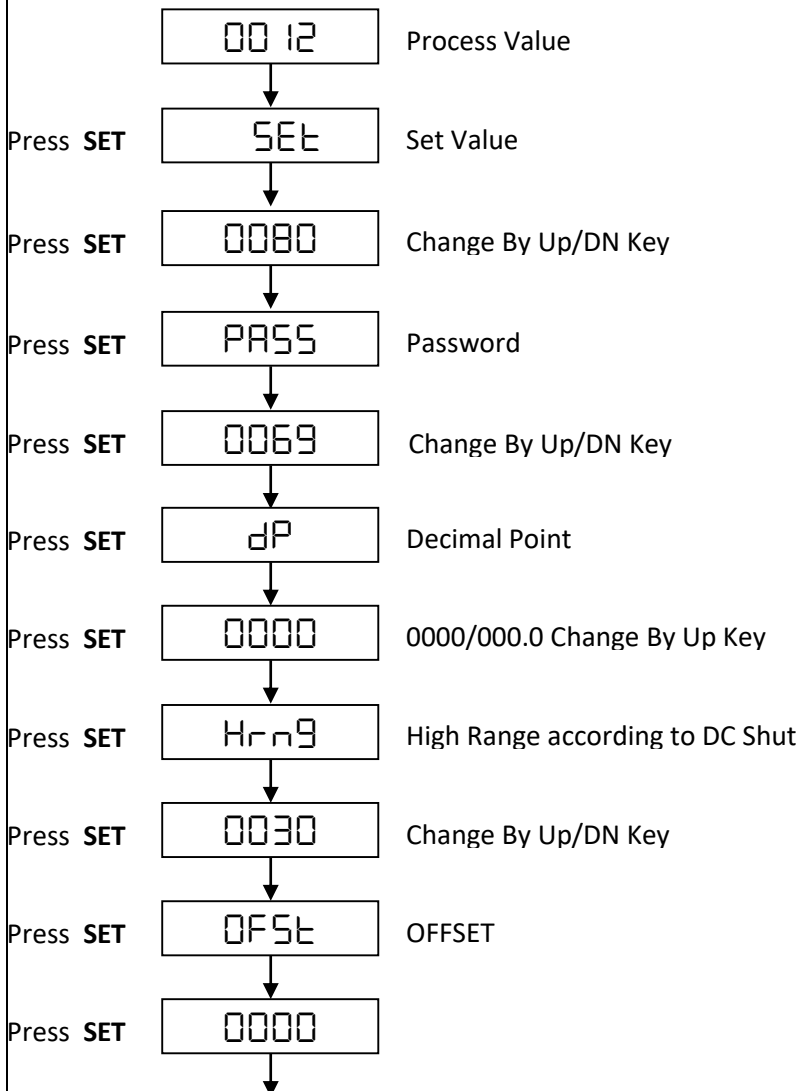 0012 Process Value
Press SET SEt Set Value
Press SET 0080 Change By Up/DN Key
Press SET PASS Password
Press SET 0069 Change By Up/DN Key
Press SET dP Decimal Point
Press SET 0000 0000/000.0 Change By Up Key
Press SET Hrng High Range according to DC Shut
Press SET 0030 Change By Up/DN Key
Press SET OFSt OFFSET
Press SET 0000